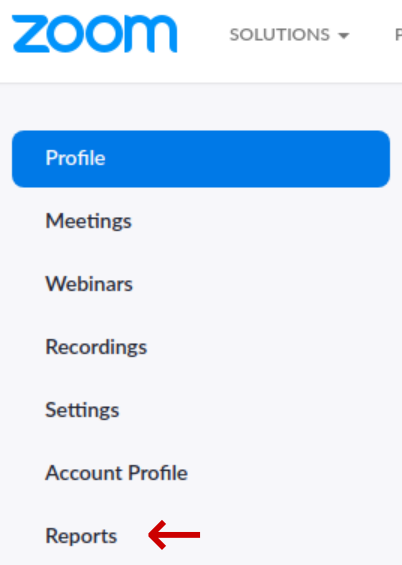 zoom SOLUTIONS
Profile
Meetings
Webinars
Recordings
Settings
Account Profile
Reports